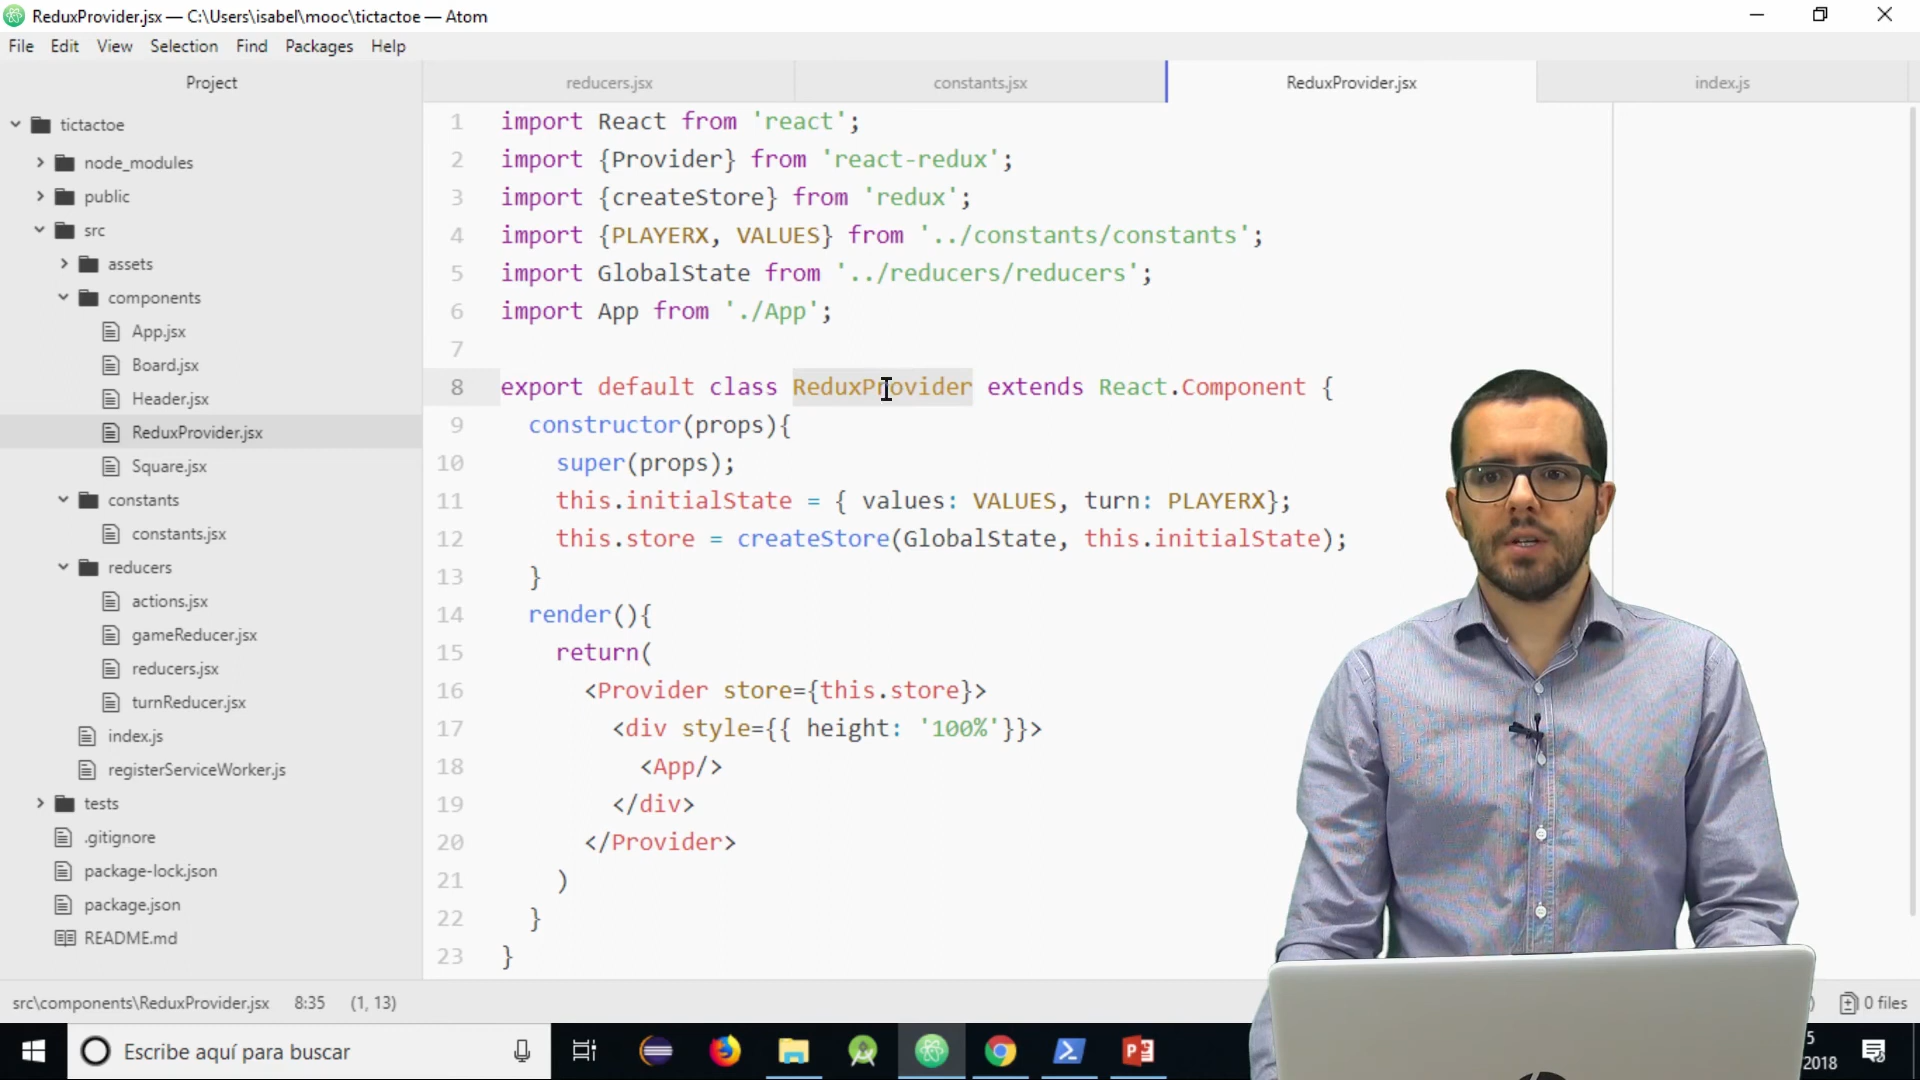 ReduxProvider.jsx — C:\Users\isabel\mooc\tictactoe — Atom
File Edit View Selection Find Packages Help
Project
reducers.jsx
constants.jsx
ReduxProvider.jsx
index.js
tictactoe
node_modules
public
src
assets
components
App.jsx
Board.jsx
Header.jsx
ReduxProvider.jsx
Square.jsx
constants
constants.jsx
reducers
actions.jsx
gameReducer.jsx
reducers.jsx
turnReducer.jsx
index.js
registerServiceWorker.js
tests
.gitignore
package-lock.json
package.json
README.md
1 import React from 'react';
2 import {Provider} from 'react-redux';
3 import {createStore} from 'redux';
4 import {PLAYERX, VALUES} from '../constants/constants';
5 import GlobalState from '../reducers/reducers';
6 import App from './App';
7
8 export default class ReduxProvider extends React.Component {
9 constructor(props){
10 super(props);
11 this.initialState = { values: VALUES, turn: PLAYERX};
12 this.store = createStore(GlobalState, this.initialState);
13 }
14 render(){
15 return(
16 <Provider store={this.store}>
17 <div style={{ height: '100%'}}>
18 <App/>
19 </div>
20 </Provider>
21 )
22 }
23 }
src\components\ReduxProvider.jsx 8:35 (1, 13)
0 files
Escribe aquí para buscar
5
2018